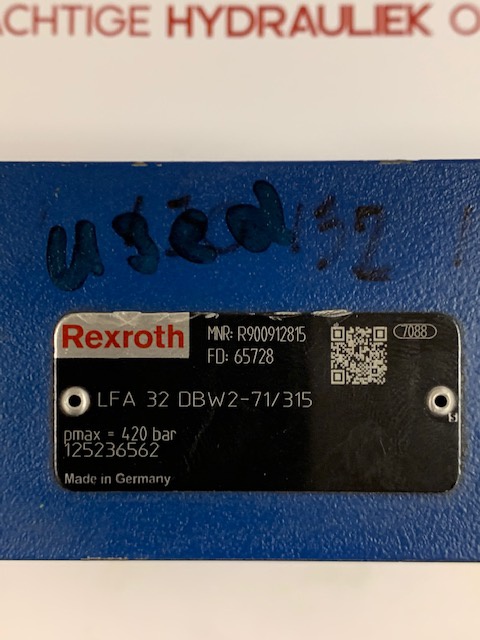 ACHTIGE HYDRAULIEK O
used
Rexroth
MNR: R900912815
FD: 65728
7088
LFA 32 DBW2-71/315
pmax = 420 bar
125236562
Made in Germany